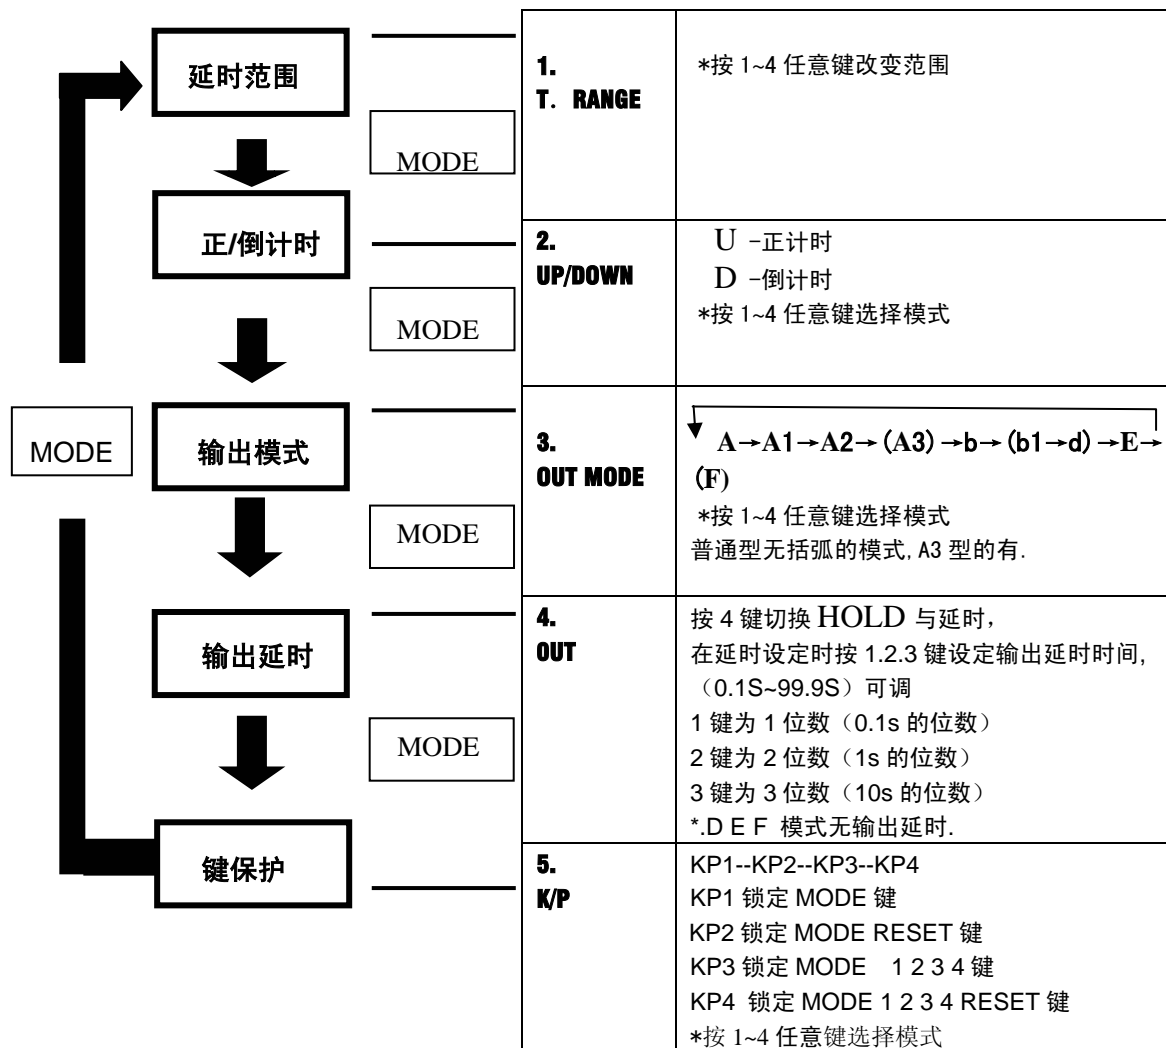 延时范围
MODE
正/倒计时
MODE
MODE
输出模式
MODE
输出延时
MODE
键保护
1.
T. RANGE
*按 1~4 任意键改变范围
2.
UP/DOWN
U -正计时
D -倒计时
*按 1~4 任意键选择模式
3.
OUT MODE
A→A1→A2→(A3)→b→(b1→d)→E→
(F)
*按 1~4 任意键选择模式
普通型无括弧的模式, A3 型的有.
4.
OUT
按 4 键切换 HOLD 与延时，
在延时设定时按 1.2.3 键设定输出延时时间,
（0.1S~99.9S）可调
1 键为 1 位数（0.1s 的位数）
2 键为 2 位数（1s 的位数）
3 键为 3 位数（10s 的位数）
*.D E F 模式无输出延时.
5.
K/P
KP1--KP2--KP3--KP4
KP1 锁定 MODE 键
KP2 锁定 MODE RESET 键
KP3 锁定 MODE 1 2 3 4 键
KP4 锁定 MODE 1 2 3 4 RESET 键
*按 1~4 任意键选择模式